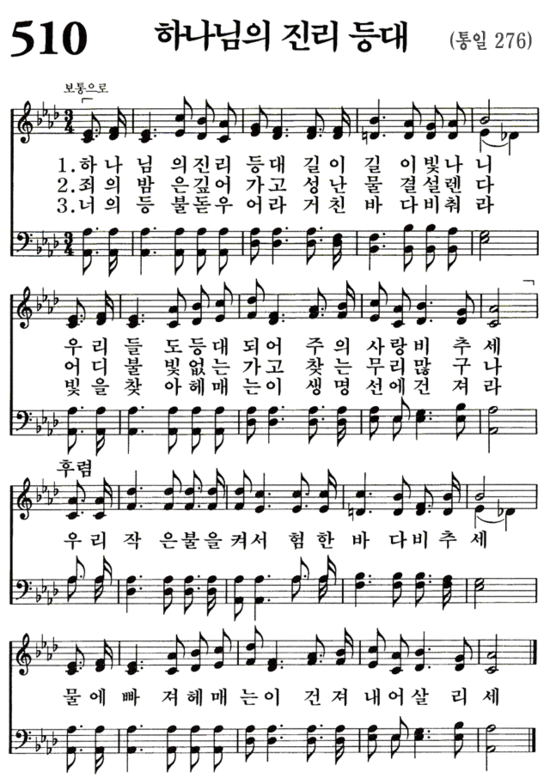 510 하나님의 진리 등대 (통일 276)
보통으로
1.하 나 님 의진리 등대 길이 길 이빛나 니
2.죄의 밤 은깊어 가고 성난 물 결설렌 다
3.너의 등 불돋우 어라 거친 바 다비춰 라
우리 들 도등대 되어 주의 사랑비 추 세
어디 불 빛없는가고 찾는무리많 구 나
빛을 찾 아헤매는이 생명선에건 져 라
후렴
우리 작 은불을 켜서 험한 바 다비추 세
물에 빠 져헤매는이 건져 내어살 리 세